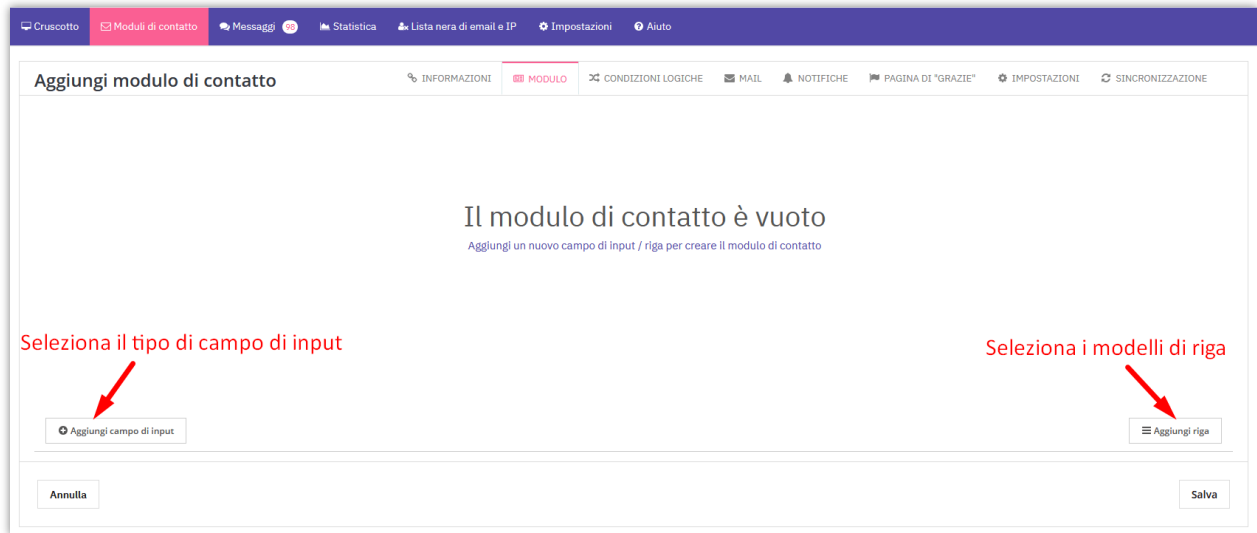 Cruscotto Moduli di contatto Messaggi 98 Statistica Lista nera di email e IP Impostazioni Aiuto
Aggiungi modulo di contatto INFORMAZIONI MODULO CONDIZIONI LOGICHE MAIL NOTIFICHE PAGINA DI "GRAZIE" IMPOSTAZIONI SINCRONIZZAZIONE
Il modulo di contatto è vuoto
Aggiungi un nuovo campo di input / riga per creare il modulo di contatto
Seleziona il tipo di campo di input
Seleziona i modelli di riga
Aggiungi campo di input
Aggiungi riga
Annulla
Salva